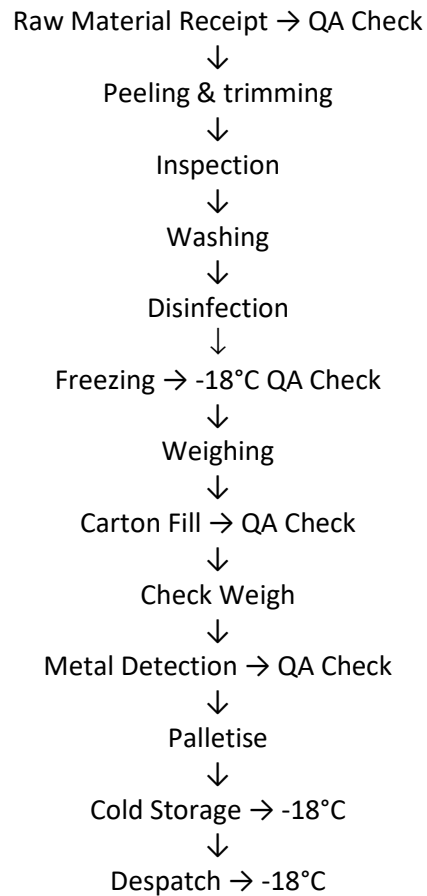 Raw Material Receipt → QA Check
↓
Peeling & trimming
↓
Inspection
↓
Washing
↓
Disinfection
↓
Freezing → -18°C QA Check
↓
Weighing
↓
Carton Fill → QA Check
↓
Check Weigh
↓
Metal Detection → QA Check
↓
Palletise
↓
Cold Storage → -18°C
↓
Despatch → -18°C